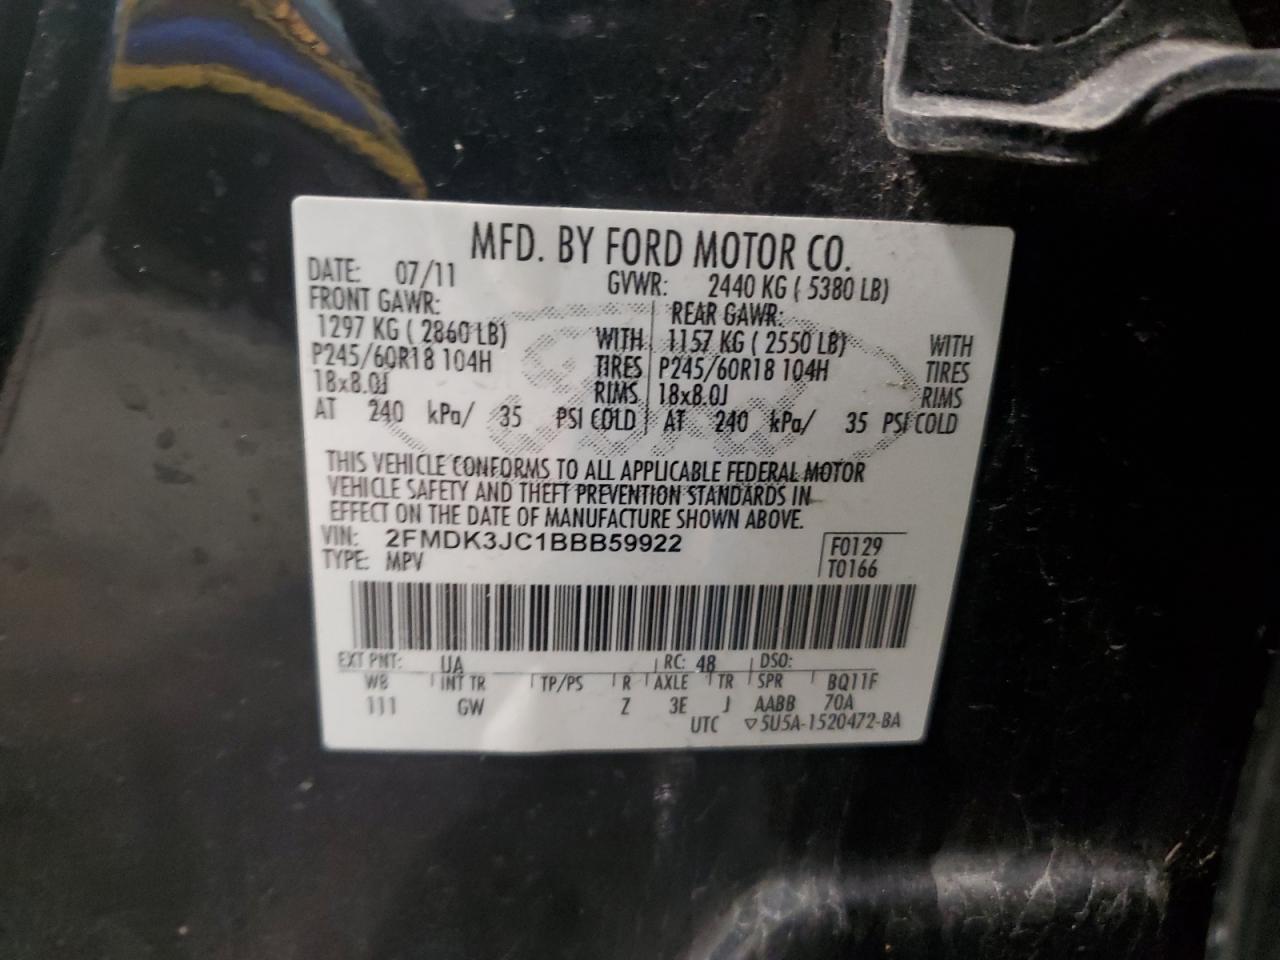 MFD. BY FORD MOTOR CO.
DATE: 07/11 GVWR: 2440 KG ( 5380 LB)
FRONT GAWR: REAR GAWR:
1297 KG ( 2860 LB) WITH 1157 KG ( 2550 LB) WITH
P245/60R18 104H TIRES P245/60R18 104H TIRES
18x8.0J RIMS 18x8.0J RIMS
AT 240 kPa/ 35 PSI COLD AT 240 kPa/ 35 PSI COLD
THIS VEHICLE CONFORMS TO ALL APPLICABLE FEDERAL MOTOR
VEHICLE SAFETY AND THEFT PREVENTION STANDARDS IN
EFFECT ON THE DATE OF MANUFACTURE SHOWN ABOVE.
VIN: 2FMDK3JC1BBB59922 F0129
TYPE: MPV T0166
EXT PNT: UA RC: 48 DSO:
WB INT TR TP/PS R AXLE TR SPR BQ11F
111 GW Z 3E J AABB 70A
UTC ▽5U5A-1520472-BA